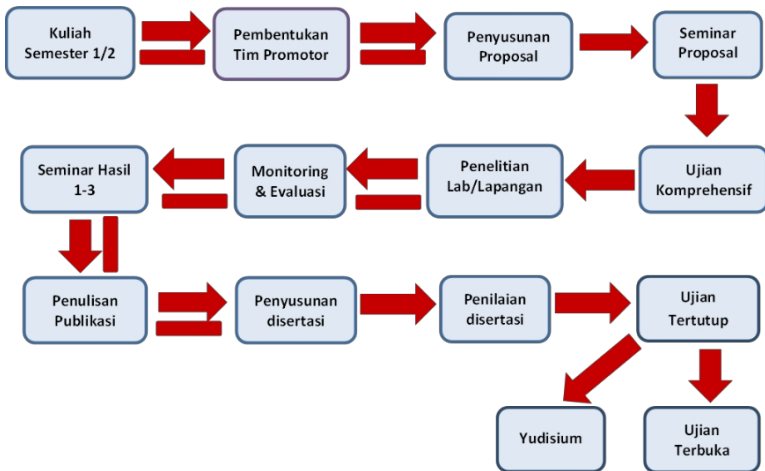 Kuliah
Semester 1/2
Pembentukan
Tim Promotor
Penyusunan
Proposal
Seminar
Proposal
Ujian
Komprehensif
Penelitian
Lab/Lapangan
Monitoring
& Evaluasi
Seminar Hasil
1-3
Penulisan
Publikasi
Penyusunan
disertasi
Penilaian
disertasi
Ujian
Tertutup
Yudisium
Ujian
Terbuka